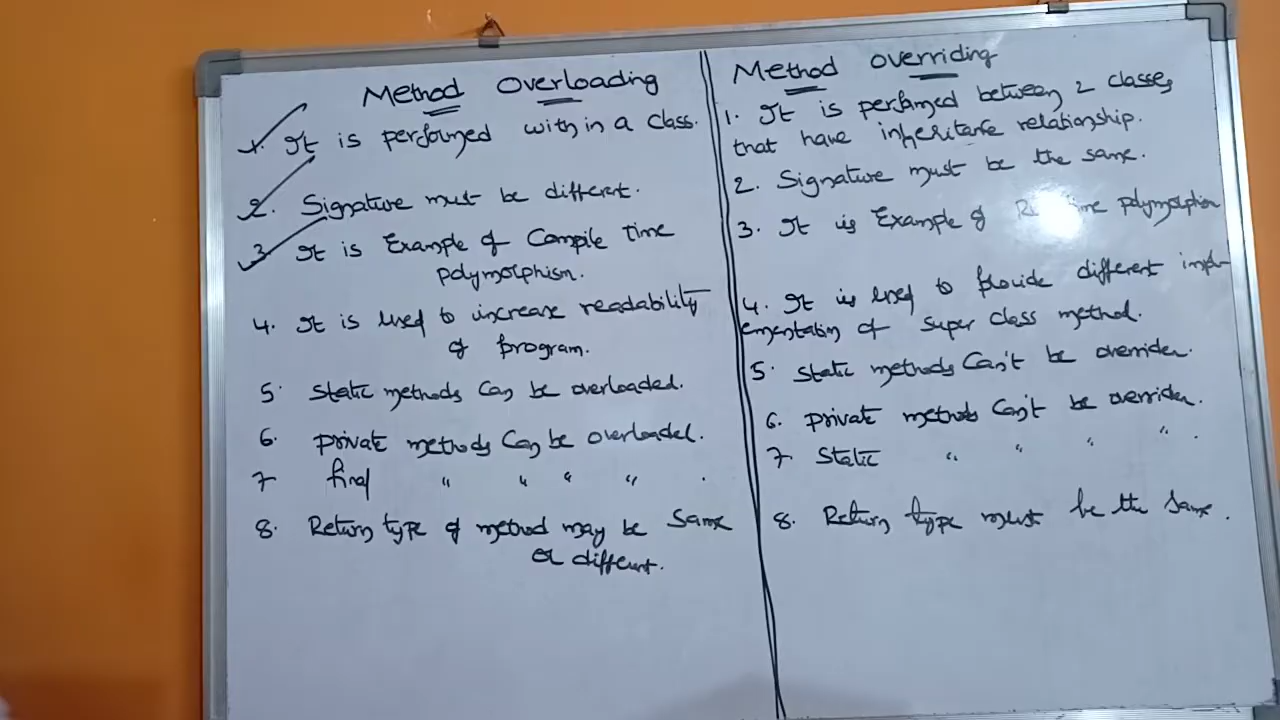 Method Overloading
1. It is performed with in a class.
2. Signature must be different.
3. It is Example of Compile time
polymorphism.
4. It is used to increase readability
of program.
5. Static methods can be overloaded.
6. private methods can be overloaded.
7 final " " " " .
8. Return type of method may be same
or different.
Method overriding
1. It is performed between 2 classes
that have inheritance relationship.
2. Signature must be the same.
3. It is Example of polymorphism
4. It is used to provide different impl-
ementation of super class method.
5. static methods can't be overriden.
6. private methods can't be overriden.
7 static " " " " .
8. Return type must be the same.